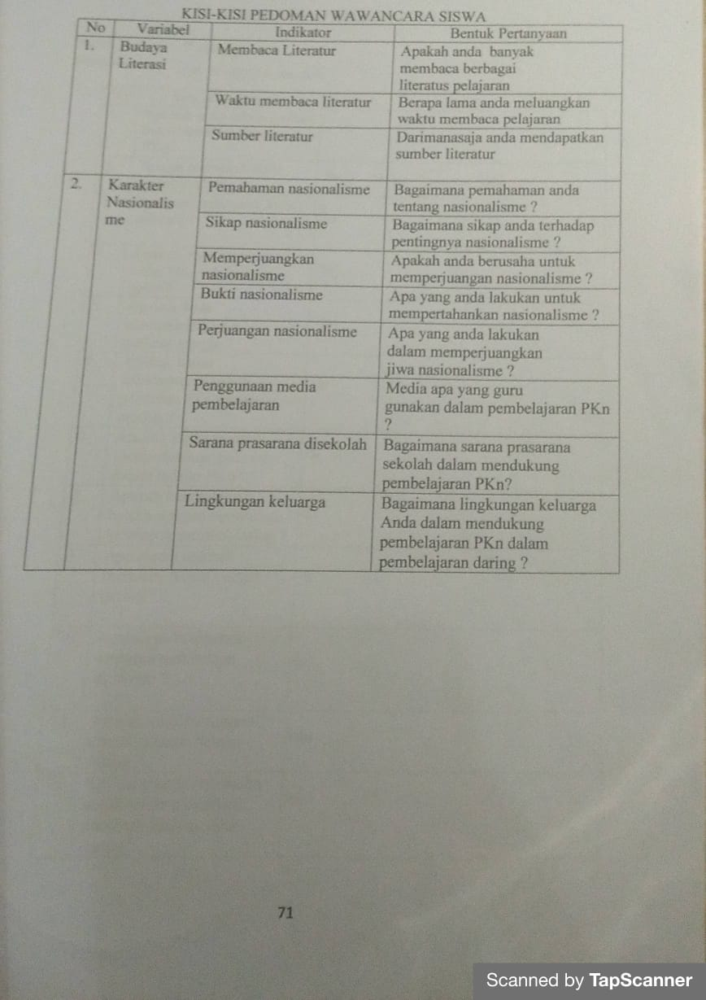 KISI-KISI PEDOMAN WAWANCARA SISWA
No Variabel Indikator Bentuk Pertanyaan
1. Budaya Literasi Membaca Literatur Apakah anda banyak
membaca berbagai
literatus pelajaran
Waktu membaca literatur Berapa lama anda meluangkan
waktu membaca pelajaran
Sumber literatur Darimanasaja anda mendapatkan
sumber literatur
2. Karakter Nasionalis me Pemahaman nasionalisme Bagaimana pemahaman anda
tentang nasionalisme ?
Sikap nasionalisme Bagaimana sikap anda terhadap
pentingnya nasionalisme ?
Memperjuangkan nasionalisme Apakah anda berusaha untuk
memperjuangan nasionalisme ?
Bukti nasionalisme Apa yang anda lakukan untuk
mempertahankan nasionalisme ?
Perjuangan nasionalisme Apa yang anda lakukan
dalam memperjuangkan
jiwa nasionalisme ?
Penggunaan media pembelajaran Media apa yang guru
gunakan dalam pembelajaran PKn
?
Sarana prasarana disekolah Bagaimana sarana prasarana
sekolah dalam mendukung
pembelajaran PKn?
Lingkungan keluarga Bagaimana lingkungan keluarga
Anda dalam mendukung
pembelajaran PKn dalam
pembelajaran daring ?
71
Scanned by TapScanner